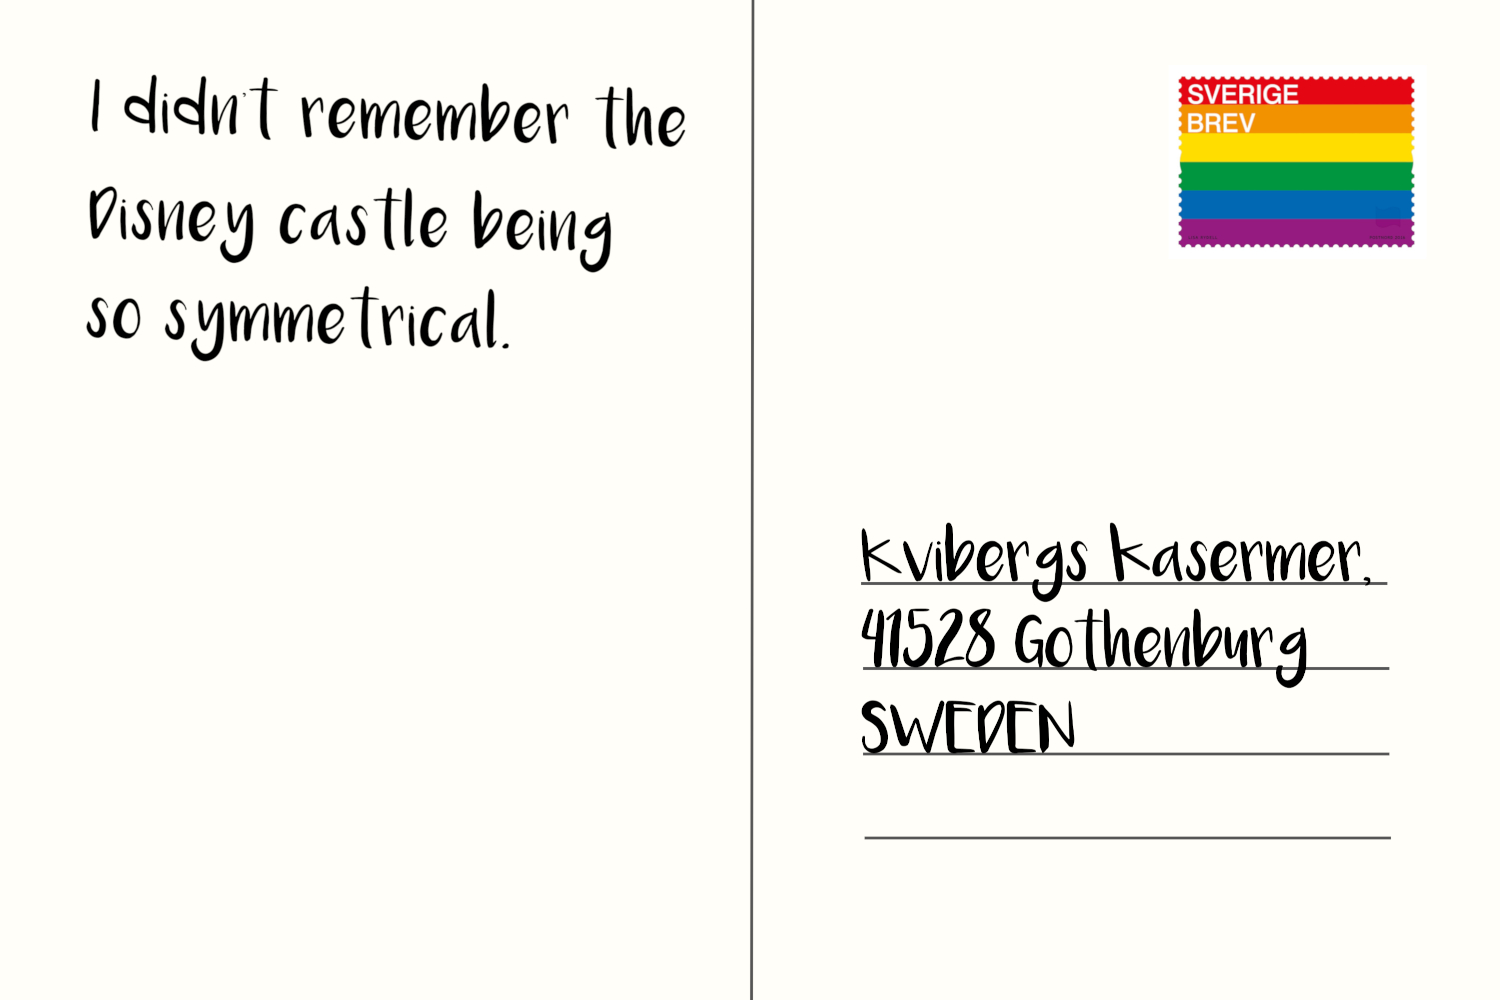 I didn't remember the
Disney castle being
so symmetrical.
SVERIGE
BREV
Kvibergs Kasermer,
41528 Gothenburg
SWEDEN